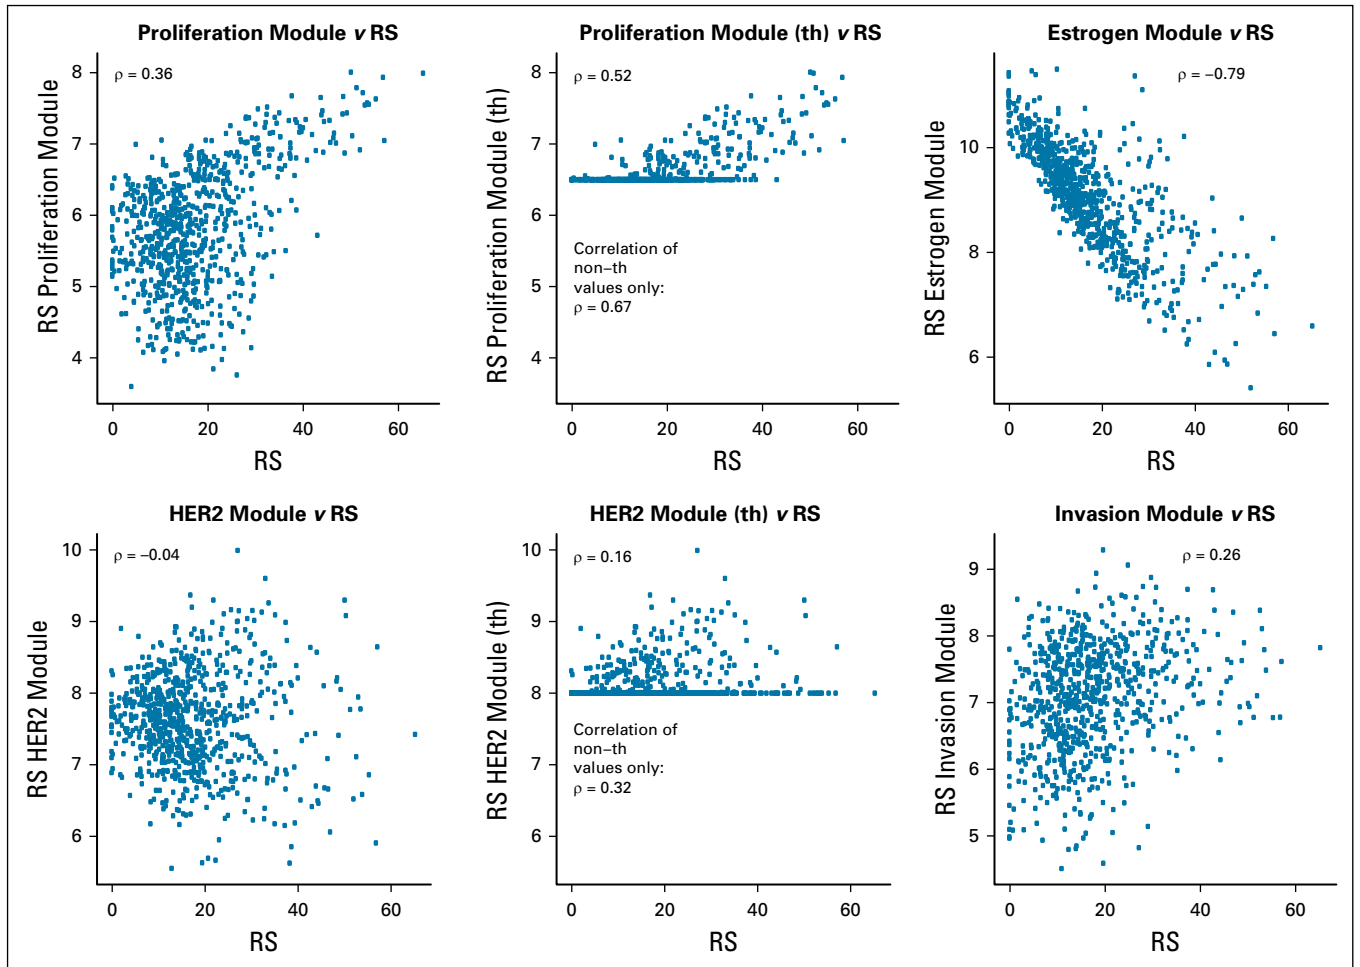 Proliferation Module v RS
ρ = 0.36
8
7
6
5
4
RS Proliferation Module
0 20 40 60
RS
Proliferation Module (th) v RS
ρ = 0.52
8
7
6
5
4
RS Proliferation Module (th)
Correlation of
non–th
values only:
ρ = 0.67
0 20 40 60
RS
Estrogen Module v RS
ρ = –0.79
10
8
6
RS Estrogen Module
0 20 40 60
RS
HER2 Module v RS
ρ = –0.04
10
9
8
7
6
RS HER2 Module
0 20 40 60
RS
HER2 Module (th) v RS
ρ = 0.16
10
9
8
7
6
RS HER2 Module (th)
Correlation of
non–th
values only:
ρ = 0.32
0 20 40 60
RS
Invasion Module v RS
ρ = 0.26
9
8
7
6
5
RS Invasion Module
0 20 40 60
RS